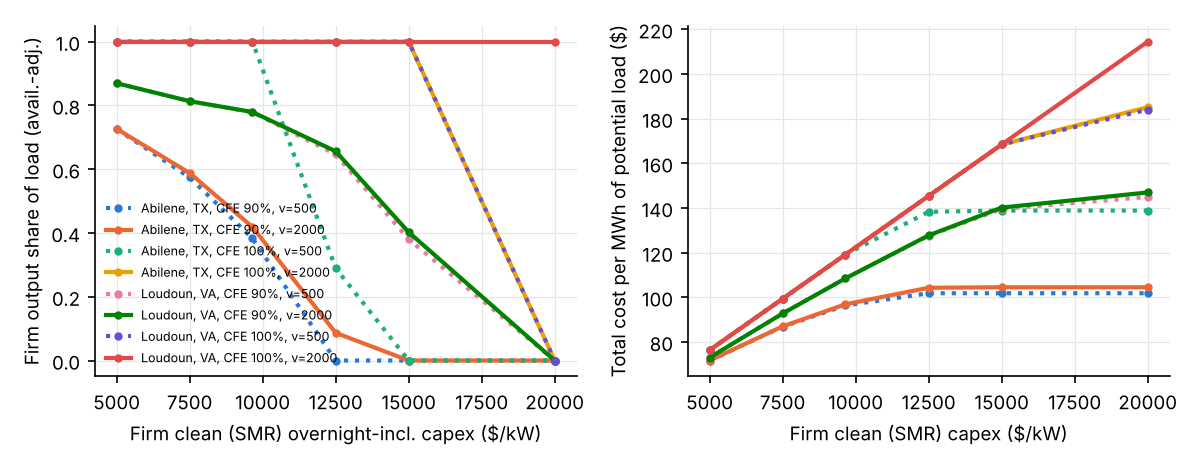 Firm output share of load (avail.-adj.)
1.0
0.8
0.6
0.4
0.2
0.0
Abilene, TX, CFE 90%, v=500
Abilene, TX, CFE 90%, v=2000
Abilene, TX, CFE 100%, v=500
Abilene, TX, CFE 100%, v=2000
Loudoun, VA, CFE 90%, v=500
Loudoun, VA, CFE 90%, v=2000
Loudoun, VA, CFE 100%, v=500
Loudoun, VA, CFE 100%, v=2000
5000 7500 10000 12500 15000 17500 20000
Firm clean (SMR) overnight-incl. capex ($/kW)
Total cost per MWh of potential load ($)
220
200
180
160
140
120
100
80
5000 7500 10000 12500 15000 17500 20000
Firm clean (SMR) capex ($/kW)